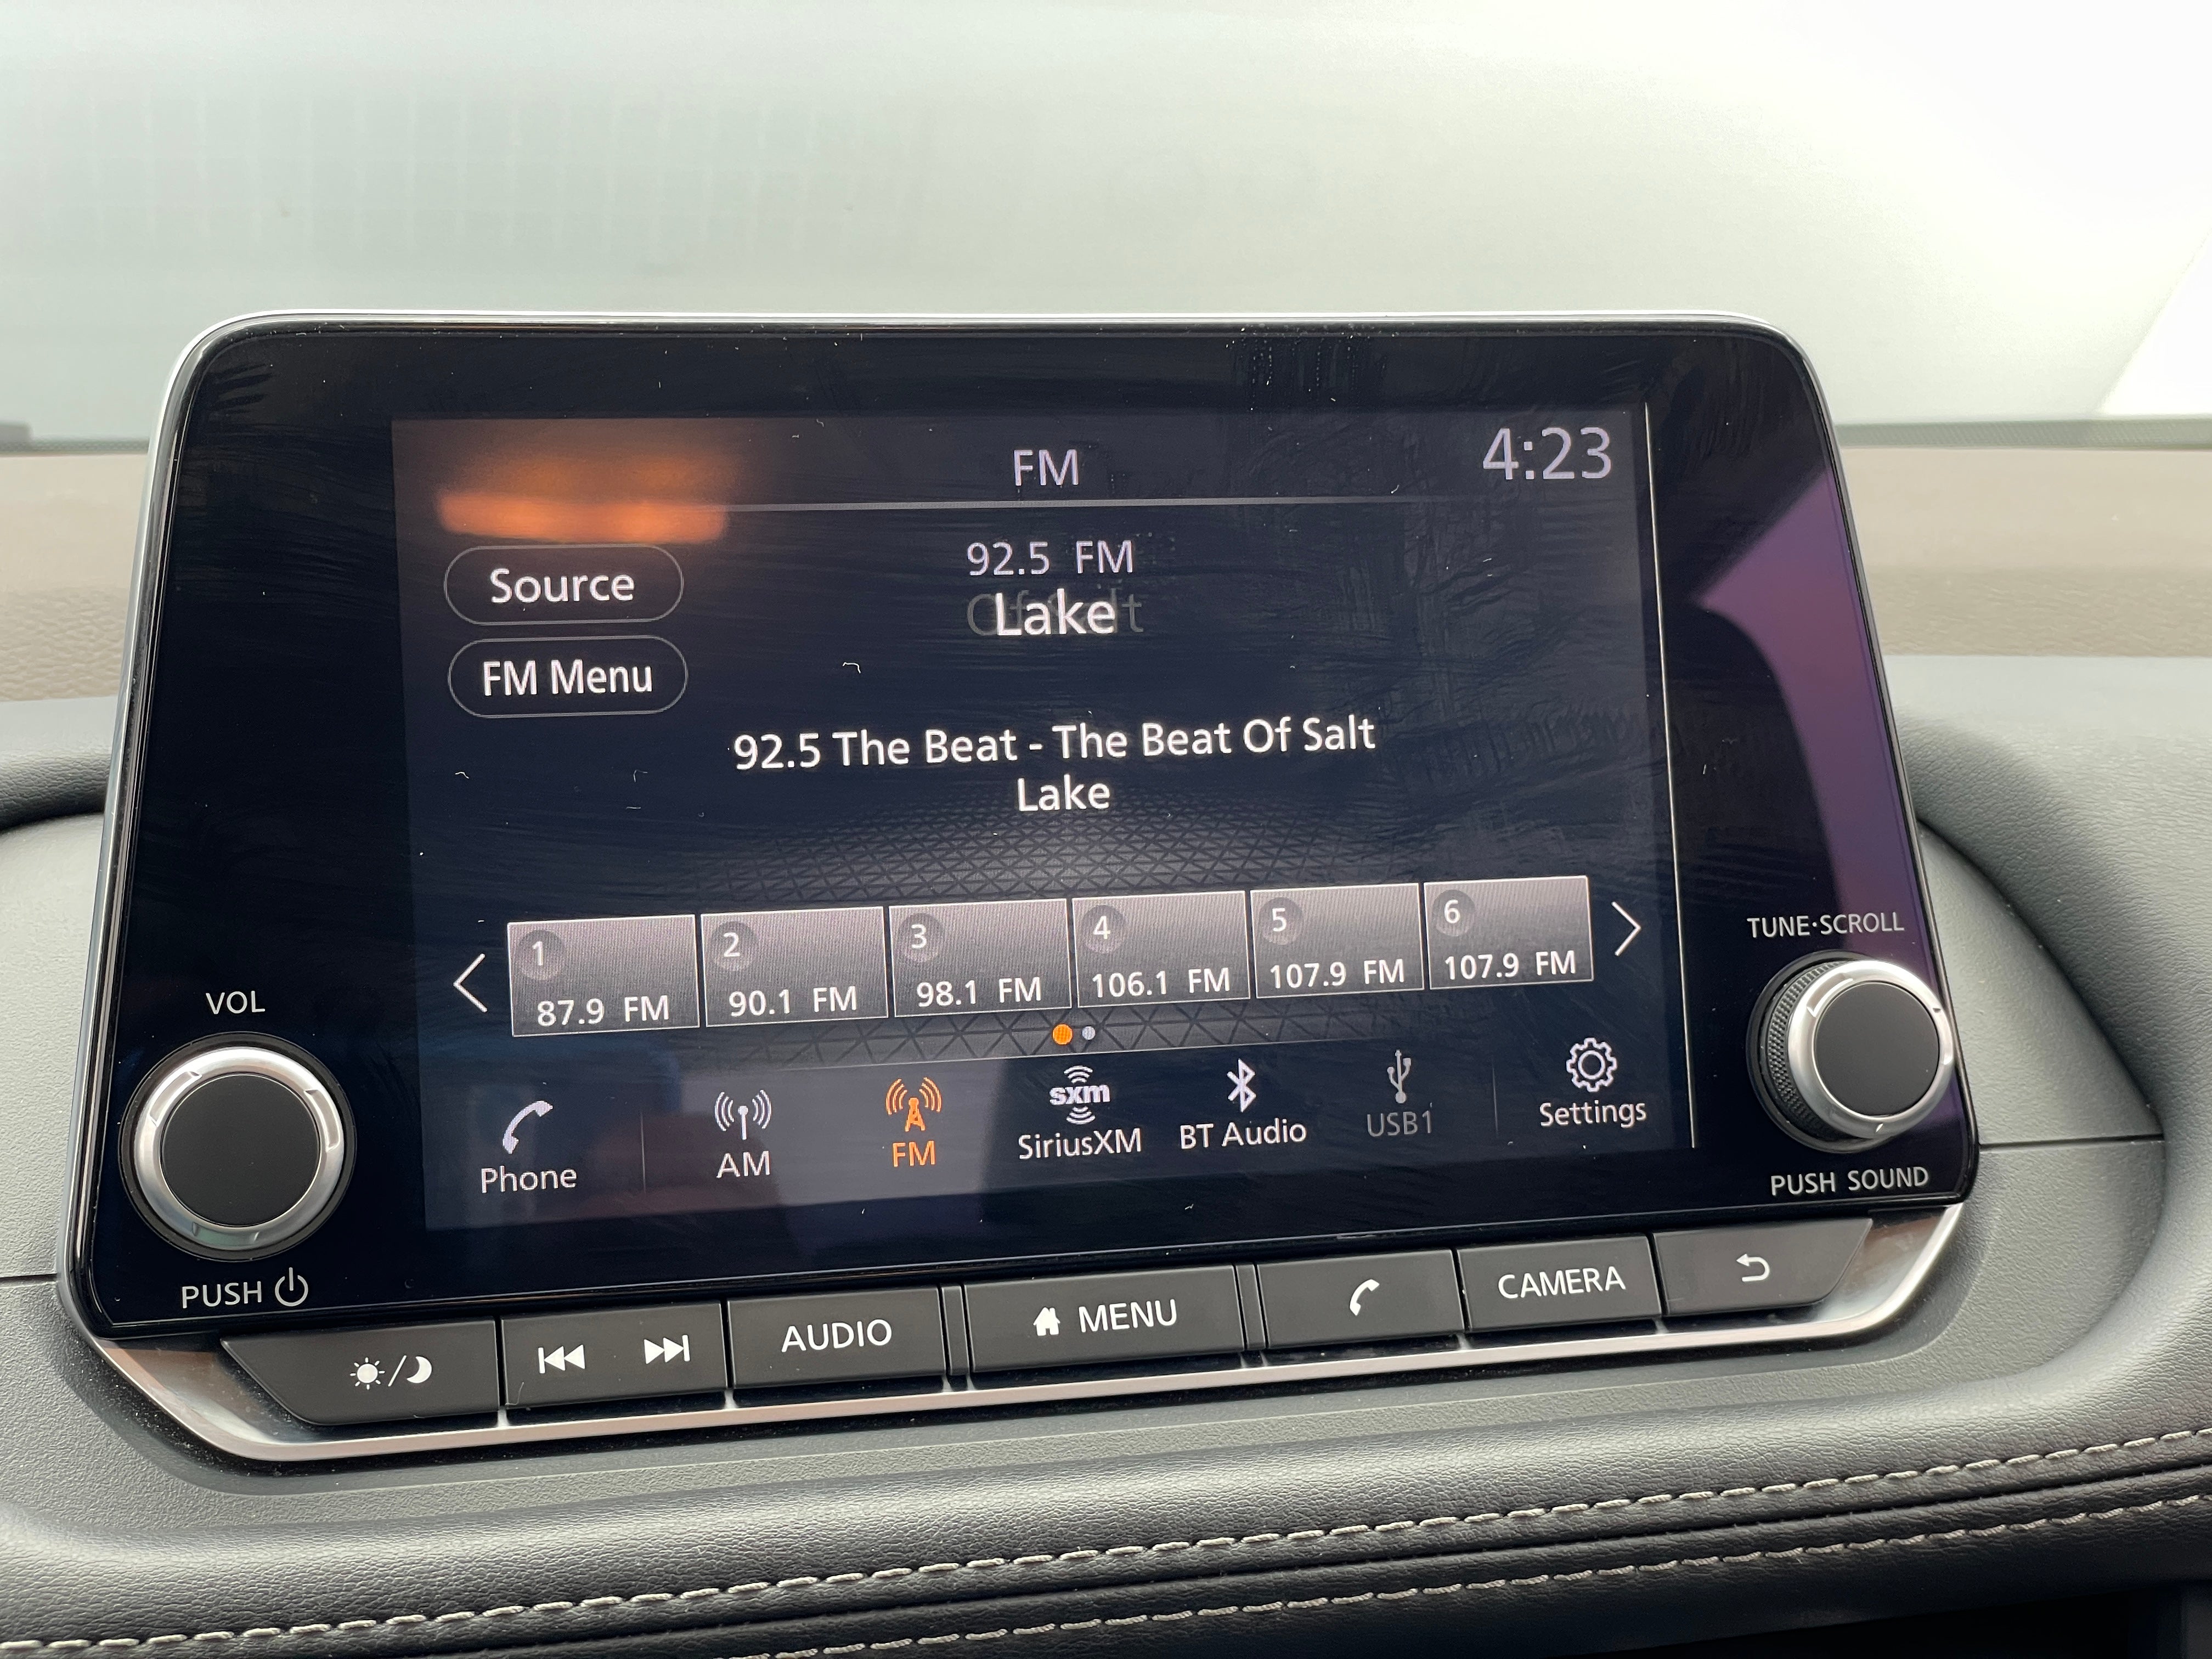 FM
4:23
92.5 FM
Lake
Source
FM Menu
92.5 The Beat - The Beat Of Salt
Lake
1
87.9 FM
2
90.1 FM
3
98.1 FM
4
106.1 FM
5
107.9 FM
6
107.9 FM
Phone
AM
FM
sxm
SiriusXM
BT Audio
USB1
Settings
VOL
PUSH
TUNE·SCROLL
PUSH SOUND
AUDIO
MENU
CAMERA